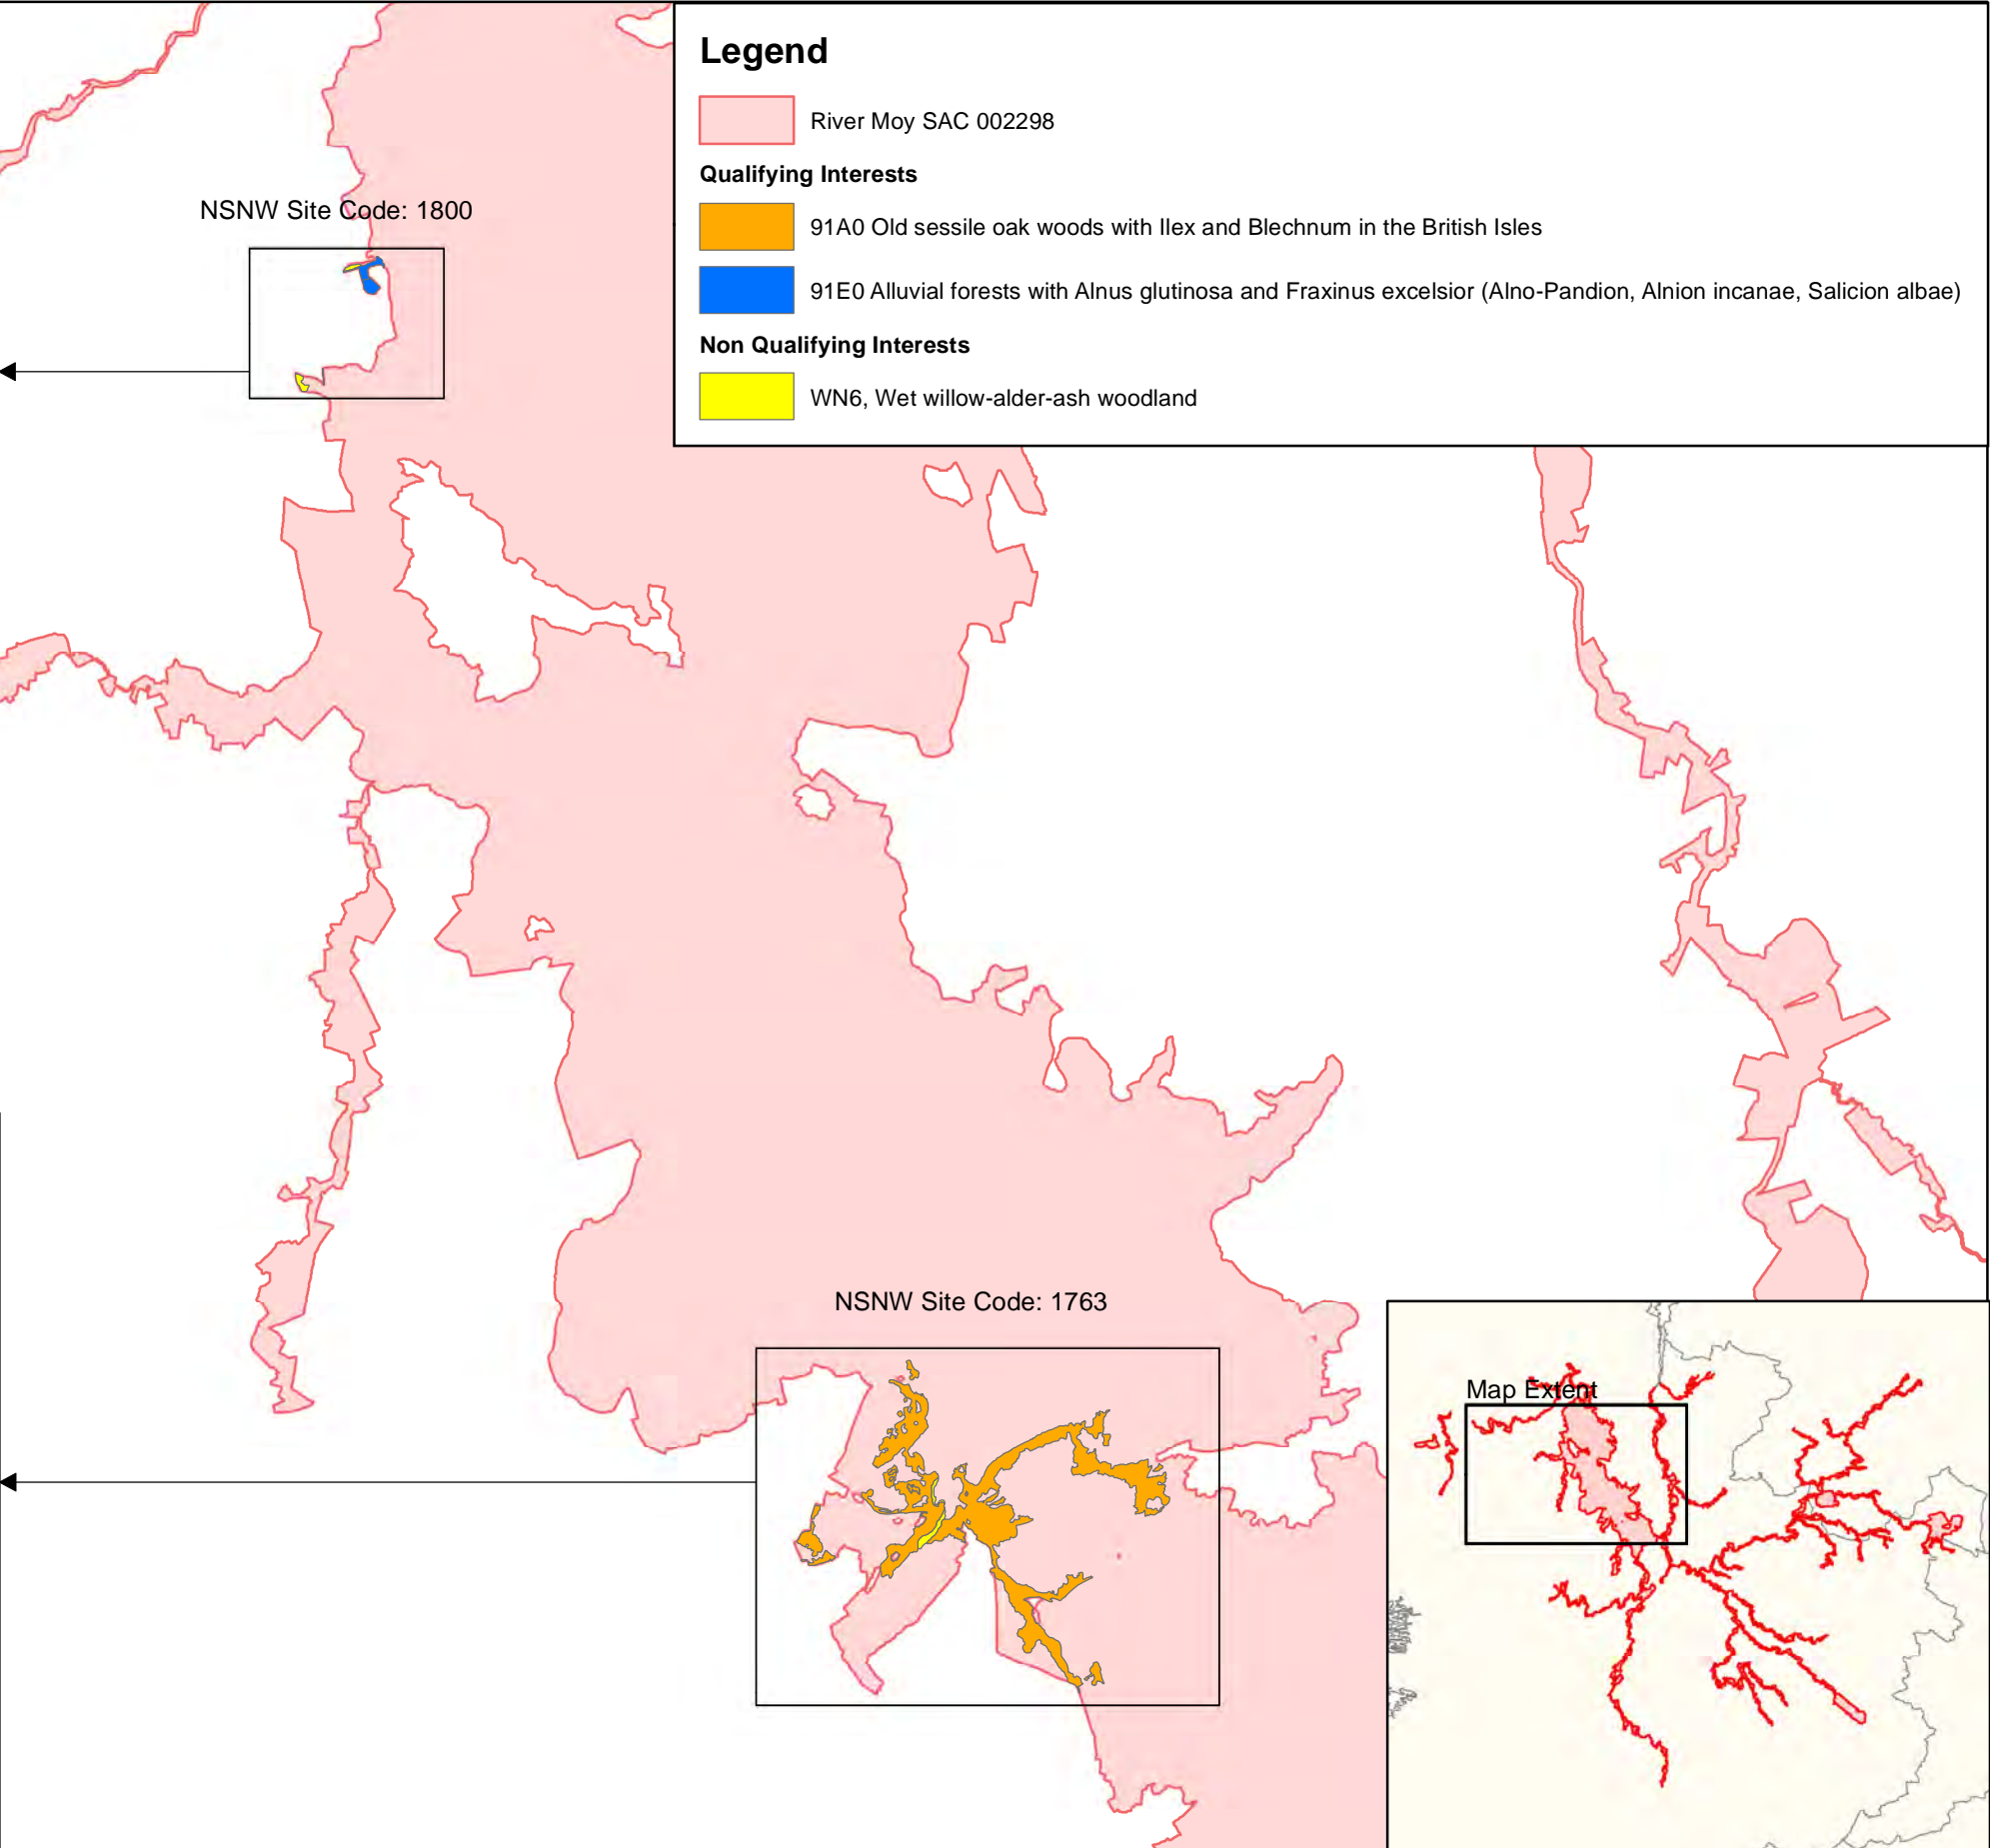 Legend
River Moy SAC 002298
Qualifying Interests
91A0 Old sessile oak woods with Ilex and Blechnum in the British Isles
91E0 Alluvial forests with Alnus glutinosa and Fraxinus excelsior (Alno-Pandion, Alnion incanae, Salicion albae)
Non Qualifying Interests
WN6, Wet willow-alder-ash woodland
NSNW Site Code: 1800
NSNW Site Code: 1763
Map Extent